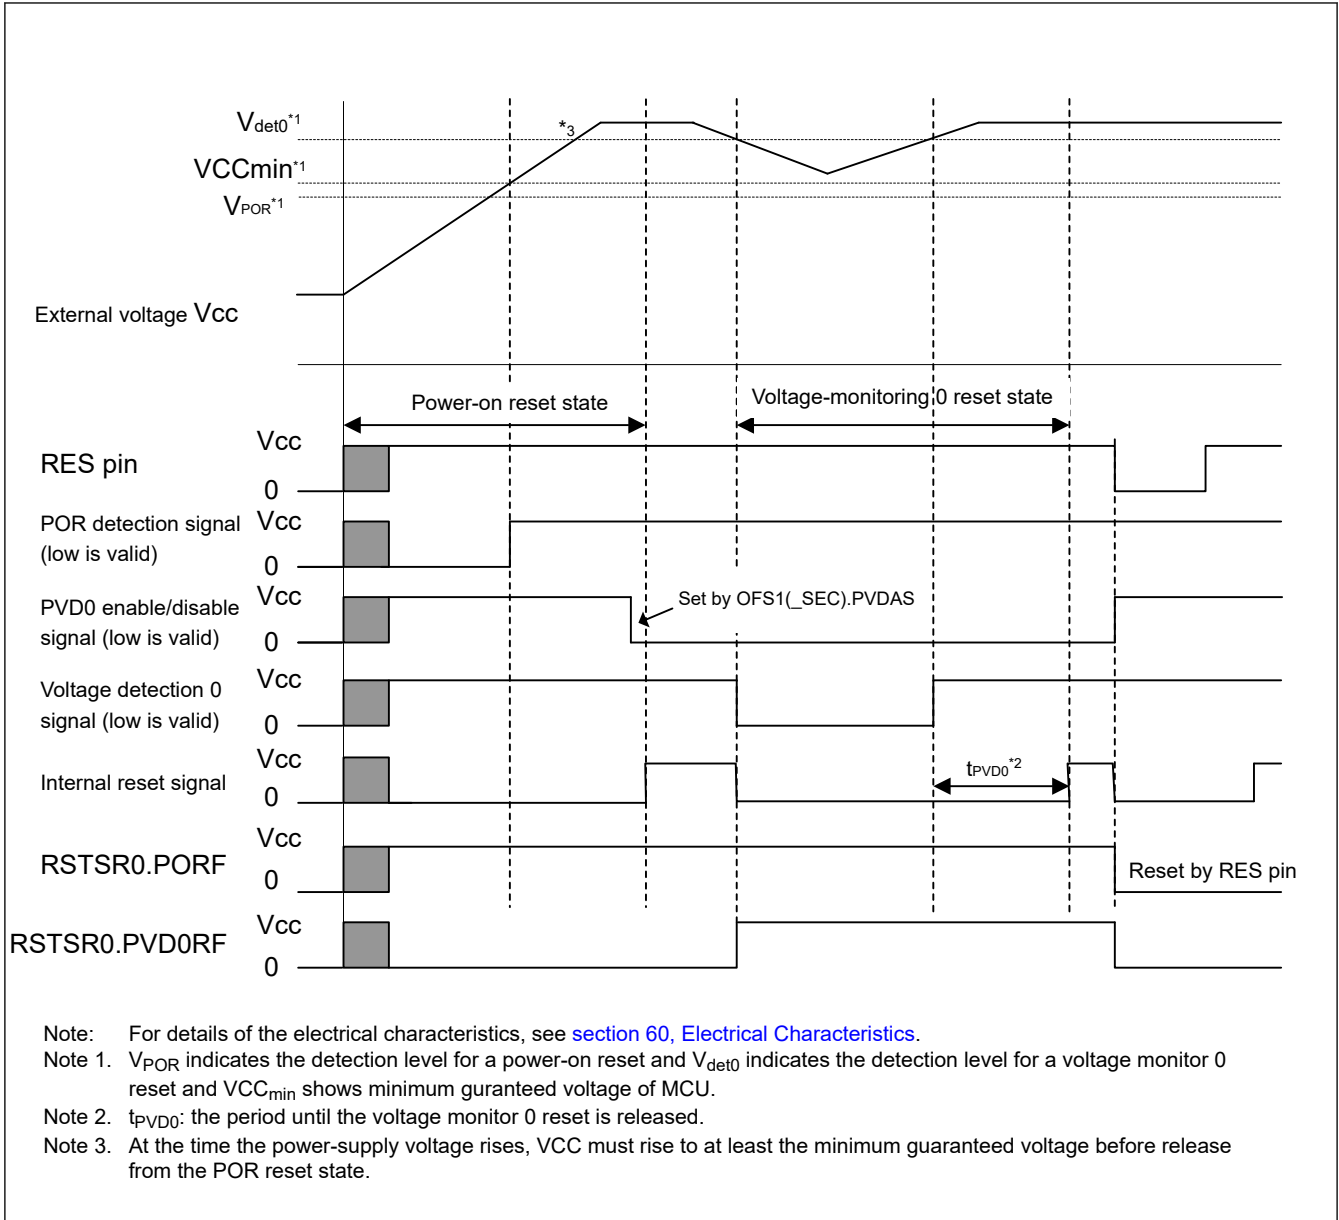 Vdet0*1
*3
VCCmin*1
VPOR*1
External voltage Vcc
Power-on reset state
Voltage-monitoring 0 reset state
RES pin
Vcc
0
POR detection signal
(low is valid)
Vcc
0
PVD0 enable/disable
signal (low is valid)
Vcc
0
Set by OFS1(_SEC).PVDAS
Voltage detection 0
signal (low is valid)
Vcc
0
Internal reset signal
Vcc
0
tPVD0*2
RSTSR0.PORF
Vcc
0
Reset by RES pin
RSTSR0.PVD0RF
Vcc
0
Note: For details of the electrical characteristics, see section 60, Electrical Characteristics.
Note 1. VPOR indicates the detection level for a power-on reset and Vdet0 indicates the detection level for a voltage monitor 0
reset and VCCmin shows minimum guranteed voltage of MCU.
Note 2. tPVD0: the period until the voltage monitor 0 reset is released.
Note 3. At the time the power-supply voltage rises, VCC must rise to at least the minimum guaranteed voltage before release
from the POR reset state.